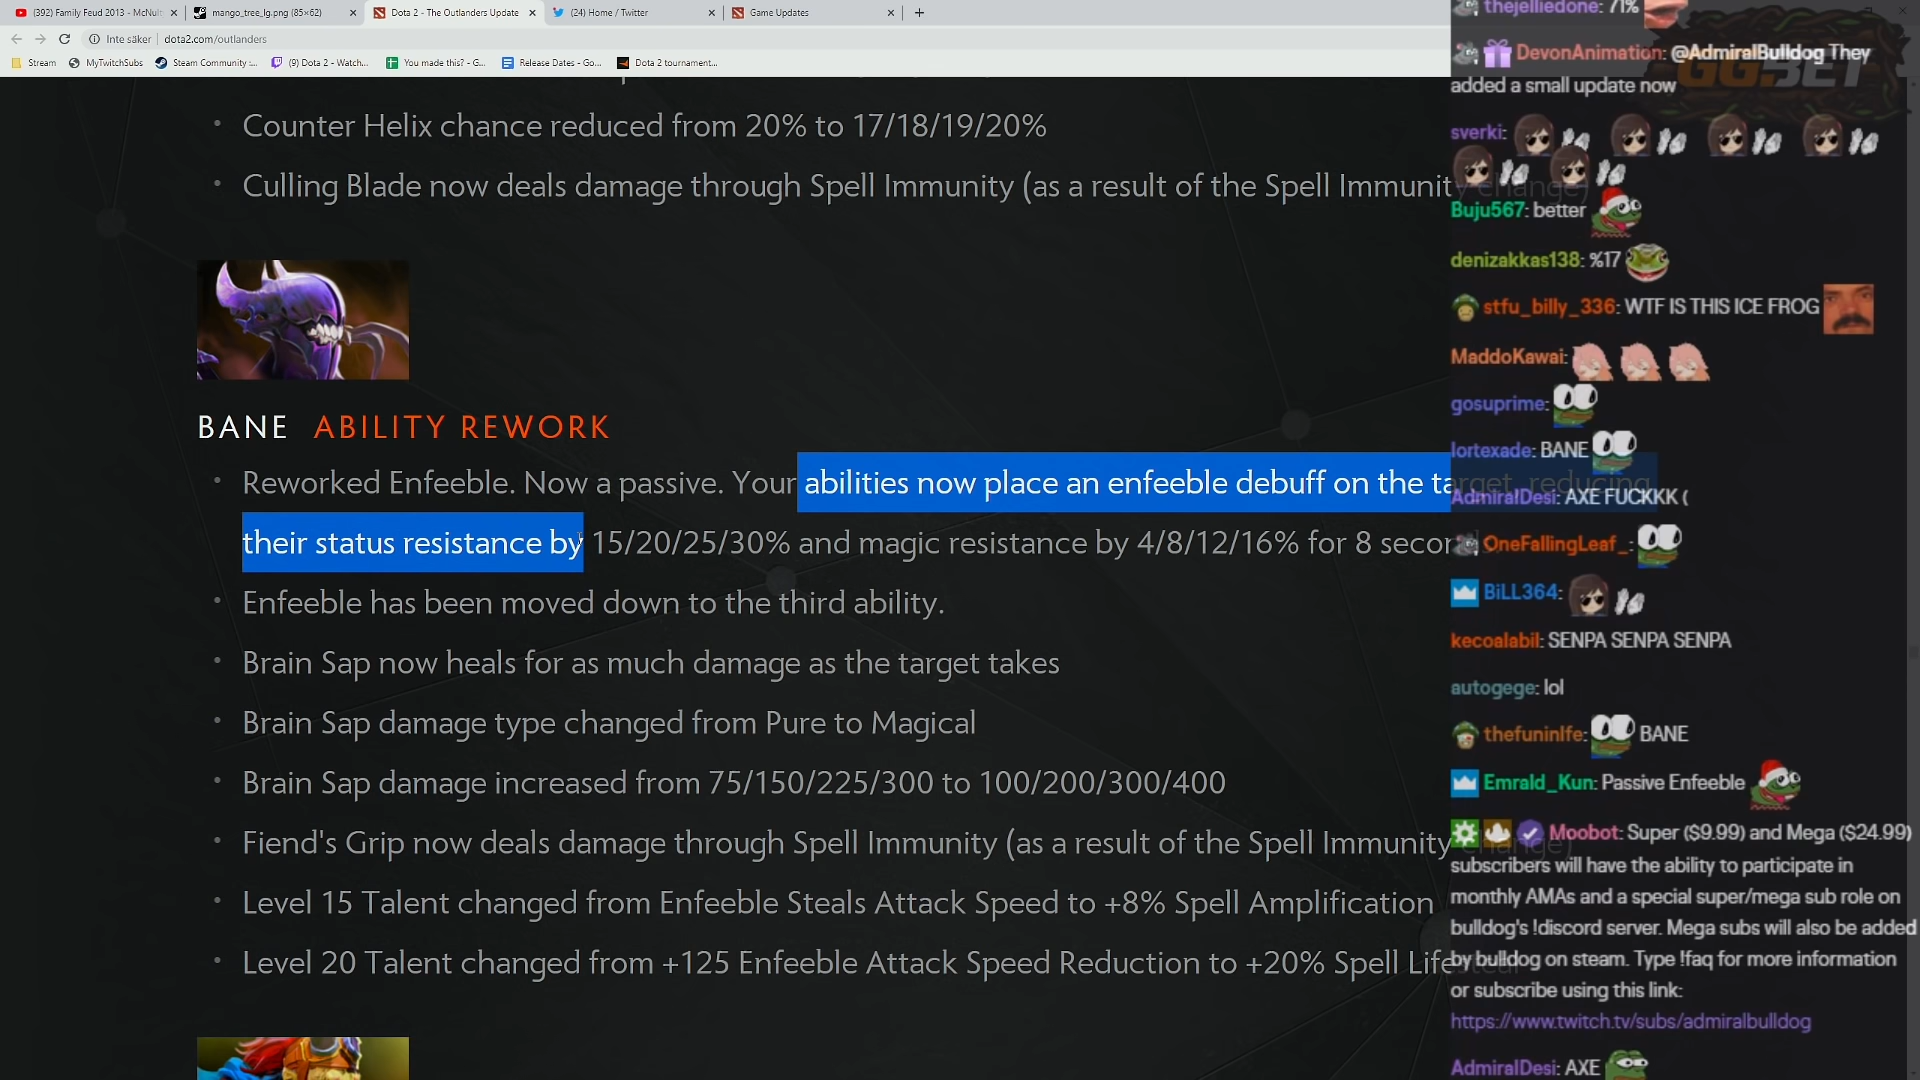 (392) Family Feud 2013 - McNult
mango_tree_lg.png (85×62)
Dota 2 - The Outlanders Update
(24) Home / Twitter
Game Updates
Inte säker
dota2.com/outlanders
Stream
MyTwitchSubs
Steam Community :...
(9) Dota 2 - Watch...
You made this? - G...
Release Dates - Go...
Dota 2 tournament...
Counter Helix chance reduced from 20% to 17/18/19/20%
Culling Blade now deals damage through Spell Immunity (as a result of the Spell Immunity change)
BANE ABILITY REWORK
Reworked Enfeeble. Now a passive. Your abilities now place an enfeeble debuff on the target, reducing
their status resistance by 15/20/25/30% and magic resistance by 4/8/12/16% for 8 secon
Enfeeble has been moved down to the third ability.
Brain Sap now heals for as much damage as the target takes
Brain Sap damage type changed from Pure to Magical
Brain Sap damage increased from 75/150/225/300 to 100/200/300/400
Fiend's Grip now deals damage through Spell Immunity (as a result of the Spell Immunity change)
Level 15 Talent changed from Enfeeble Steals Attack Speed to +8% Spell Amplification
Level 20 Talent changed from +125 Enfeeble Attack Speed Reduction to +20% Spell Lifesteal
thejelliedone: 71%
GG.BET
DevonAnimation: @AdmiralBulldog They
added a small update now
sverki:
Buju567: better
denizakkas138: %17
stfu_billy_336: WTF IS THIS ICE FROG
MaddoKawai:
gosuprime:
lortexade: BANE
AdmiralDesi: AXE FUCKKK (
OneFallingLeaf_:
BiLL364:
kecoalabil: SENPA SENPA SENPA
autogege: lol
thefuninlfe: BANE
Emrald_Kun: Passive Enfeeble
Moobot: Super ($9.99) and Mega ($24.99)
subscribers will have the ability to participate in
monthly AMAs and a special super/mega sub role on
bulldog's !discord server. Mega subs will also be added
by bulldog on steam. Type !faq for more information
or subscribe using this link:
https://www.twitch.tv/subs/admiralbulldog
AdmiralDesi: AXE